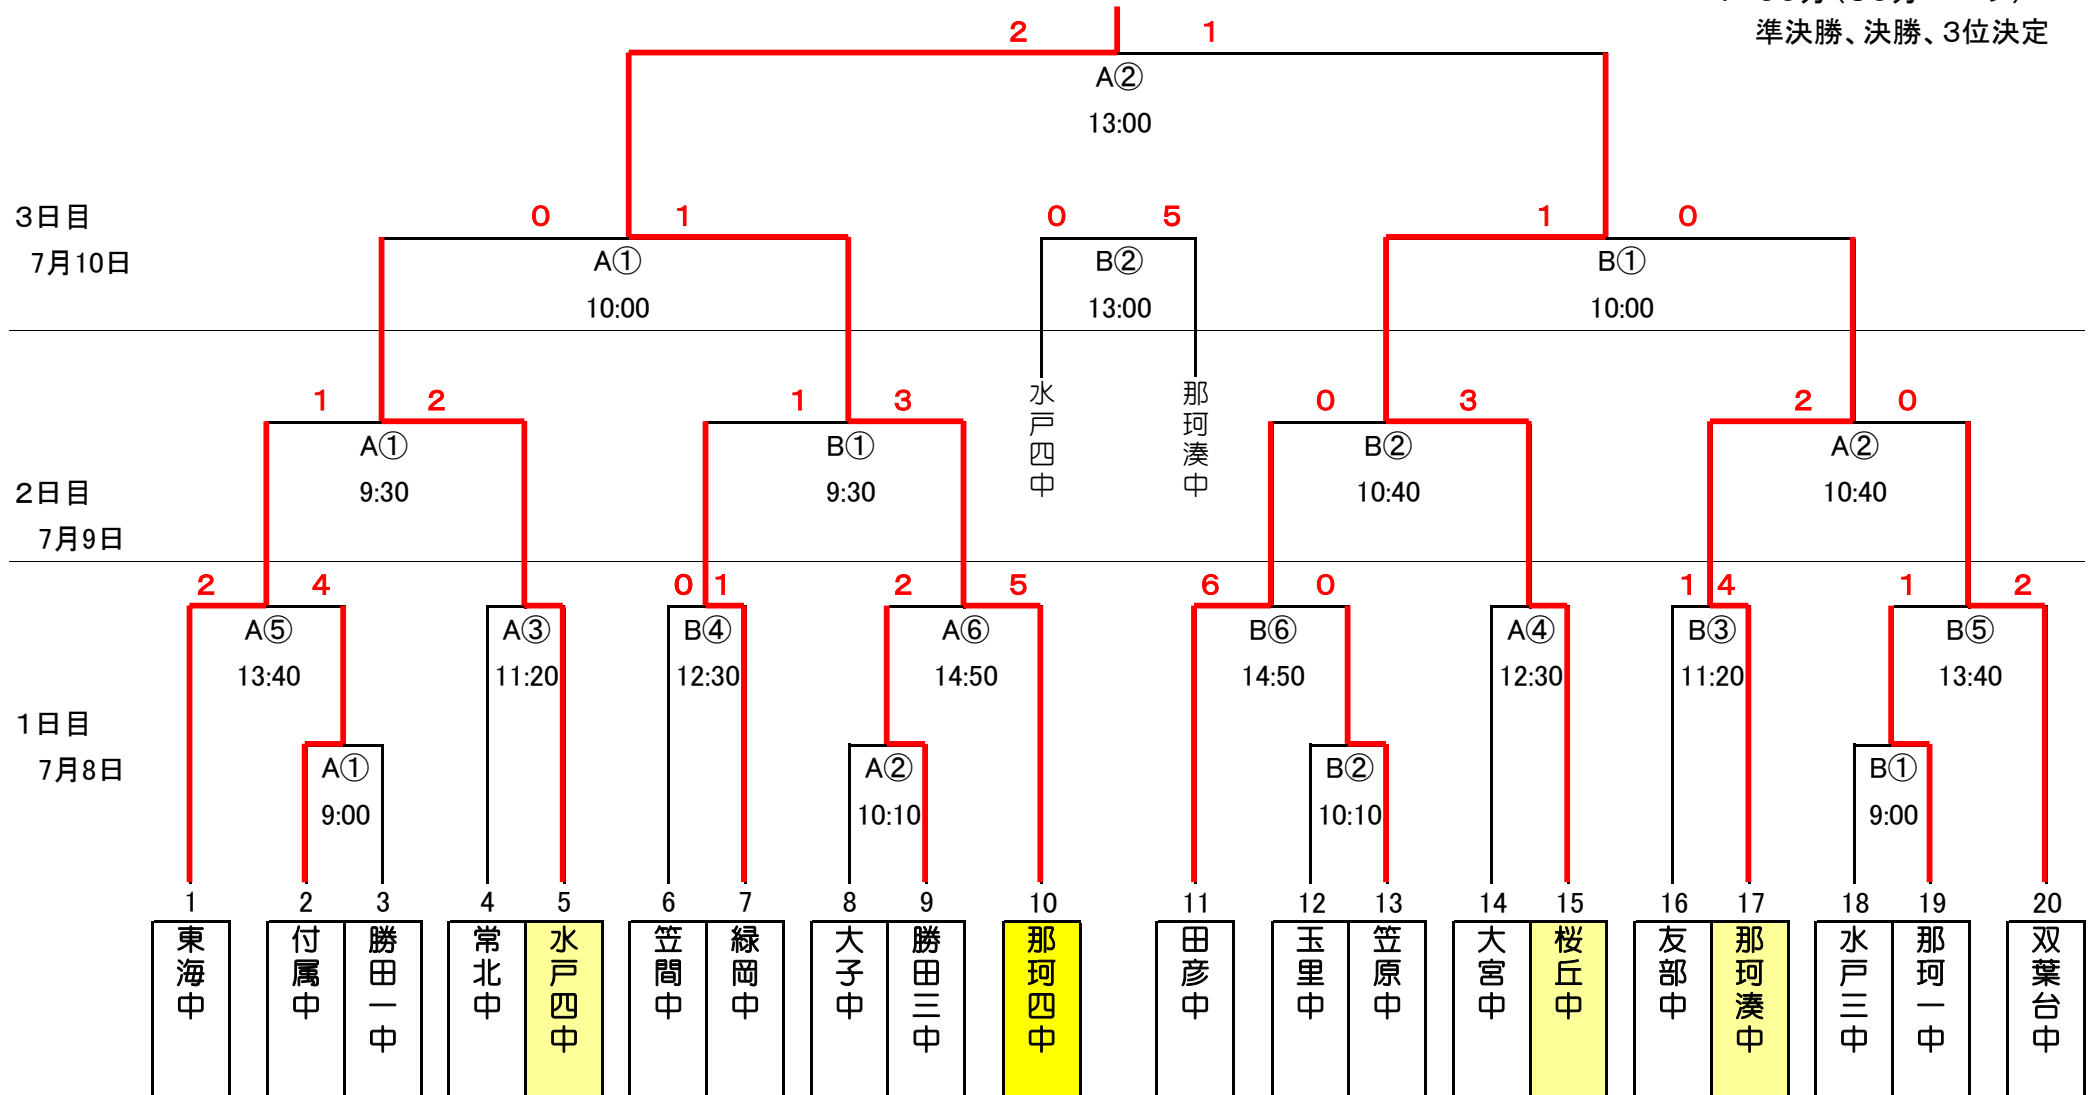 準決勝、決勝、3位決定
2 1
A②
13:00
3日目
0 1 0 5 1 0
7月10日
A① B② B①
10:00 13:00 10:00
1 2 1 3 0 3 2 0
水戸四中
那珂湊中
A① B① B② A②
2日目
9:30 9:30 10:40 10:40
7月9日
2 4 0 1 2 5 6 0 1 4 1 2
A⑤ A③ B④ A⑥ B⑥ A④ B③ B⑤
13:40 11:20 12:30 14:50 14:50 12:30 11:20 13:40
1日目
7月8日
A① A② B② B①
9:00 10:10 10:10 9:00
1 2 3 4 5 6 7 8 9 10 11 12 13 14 15 16 17 18 19 20
東海中
付属中
勝田一中
常北中
水戸四中
笠間中
緑岡中
大子中
勝田三中
那珂四中
田彦中
玉里中
笠原中
大宮中
桜丘中
友部中
那珂湊中
水戸三中
那珂一中
双葉台中